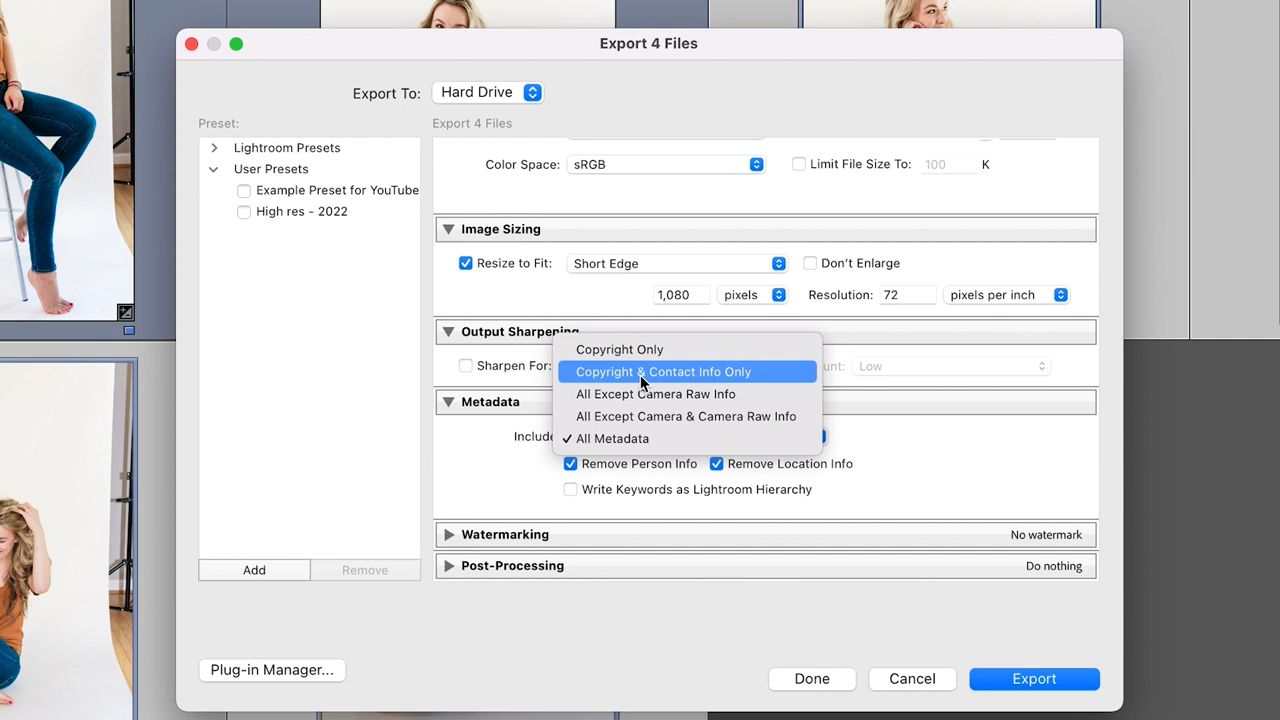 Export 4 Files
Export To: Hard Drive
Preset:
Export 4 Files
Lightroom Presets
User Presets
Example Preset for YouTube
High res - 2022
Add
Remove
Color Space: sRGB
Limit File Size To: 100 K
Image Sizing
Resize to Fit: Short Edge
Don't Enlarge
1,080 pixels
Resolution: 72 pixels per inch
Output Sharpening
Sharpen For:
Low
Metadata
Copyright Only
Copyright & Contact Info Only
All Except Camera Raw Info
All Except Camera & Camera Raw Info
✓ All Metadata
Remove Person Info
Remove Location Info
Write Keywords as Lightroom Hierarchy
Watermarking
No watermark
Post-Processing
Do nothing
Plug-in Manager...
Done
Cancel
Export